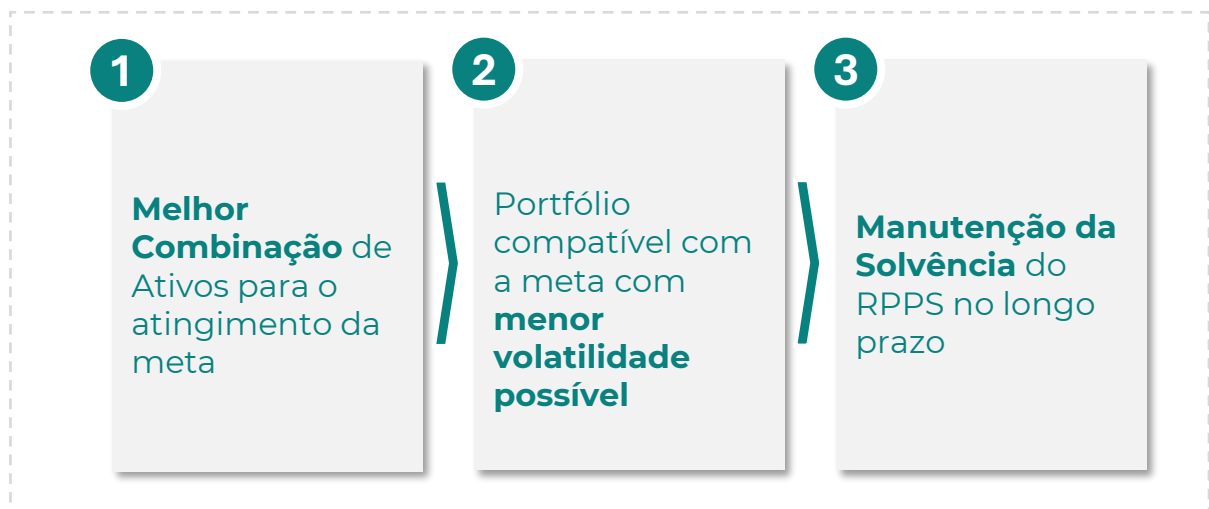 1
Melhor
Combinação de
Ativos para o
atingimento da
meta
2
Portfólio
compatível com
a meta com
menor
volatilidade
possível
3
Manutenção da
Solvência do
RPPS no longo
prazo